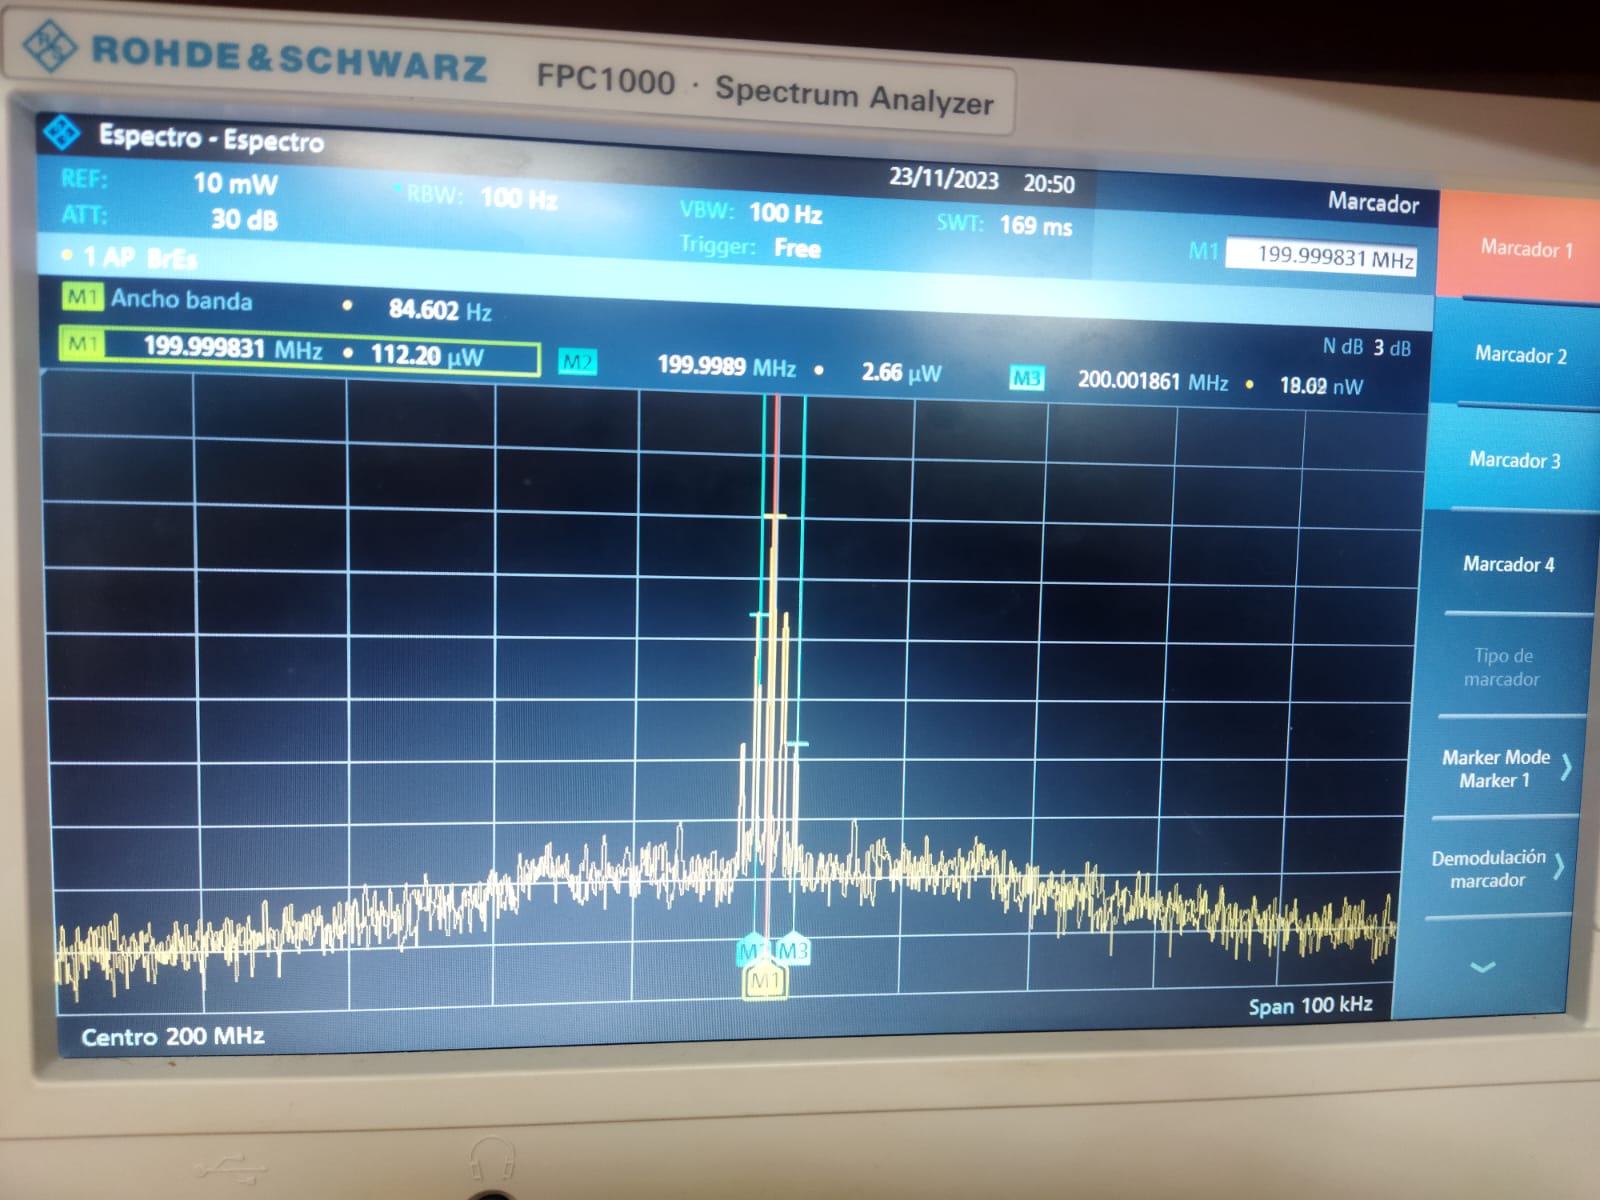 ROHDE&SCHWARZ FPC1000 · Spectrum Analyzer
Espectro - Espectro
23/11/2023 20:50
REF: 10 mW RBW: 100 Hz VBW: 100 Hz SWT: 169 ms
ATT: 30 dB Trigger: Free
Marcador
M1 199.999831 MHz
1 AP BrEs
M1 Ancho banda • 84.602 Hz
N dB 3 dB
M1 199.999831 MHz • 112.20 µW M2 199.9989 MHz • 2.66 µW M3 200.001861 MHz • nW
M3
M1
Centro 200 MHz
Span 100 kHz
Marcador 1
Marcador 2
Marcador 3
Marcador 4
Tipo de
marcador
Marker Mode
Marker 1
Demodulación
marcador